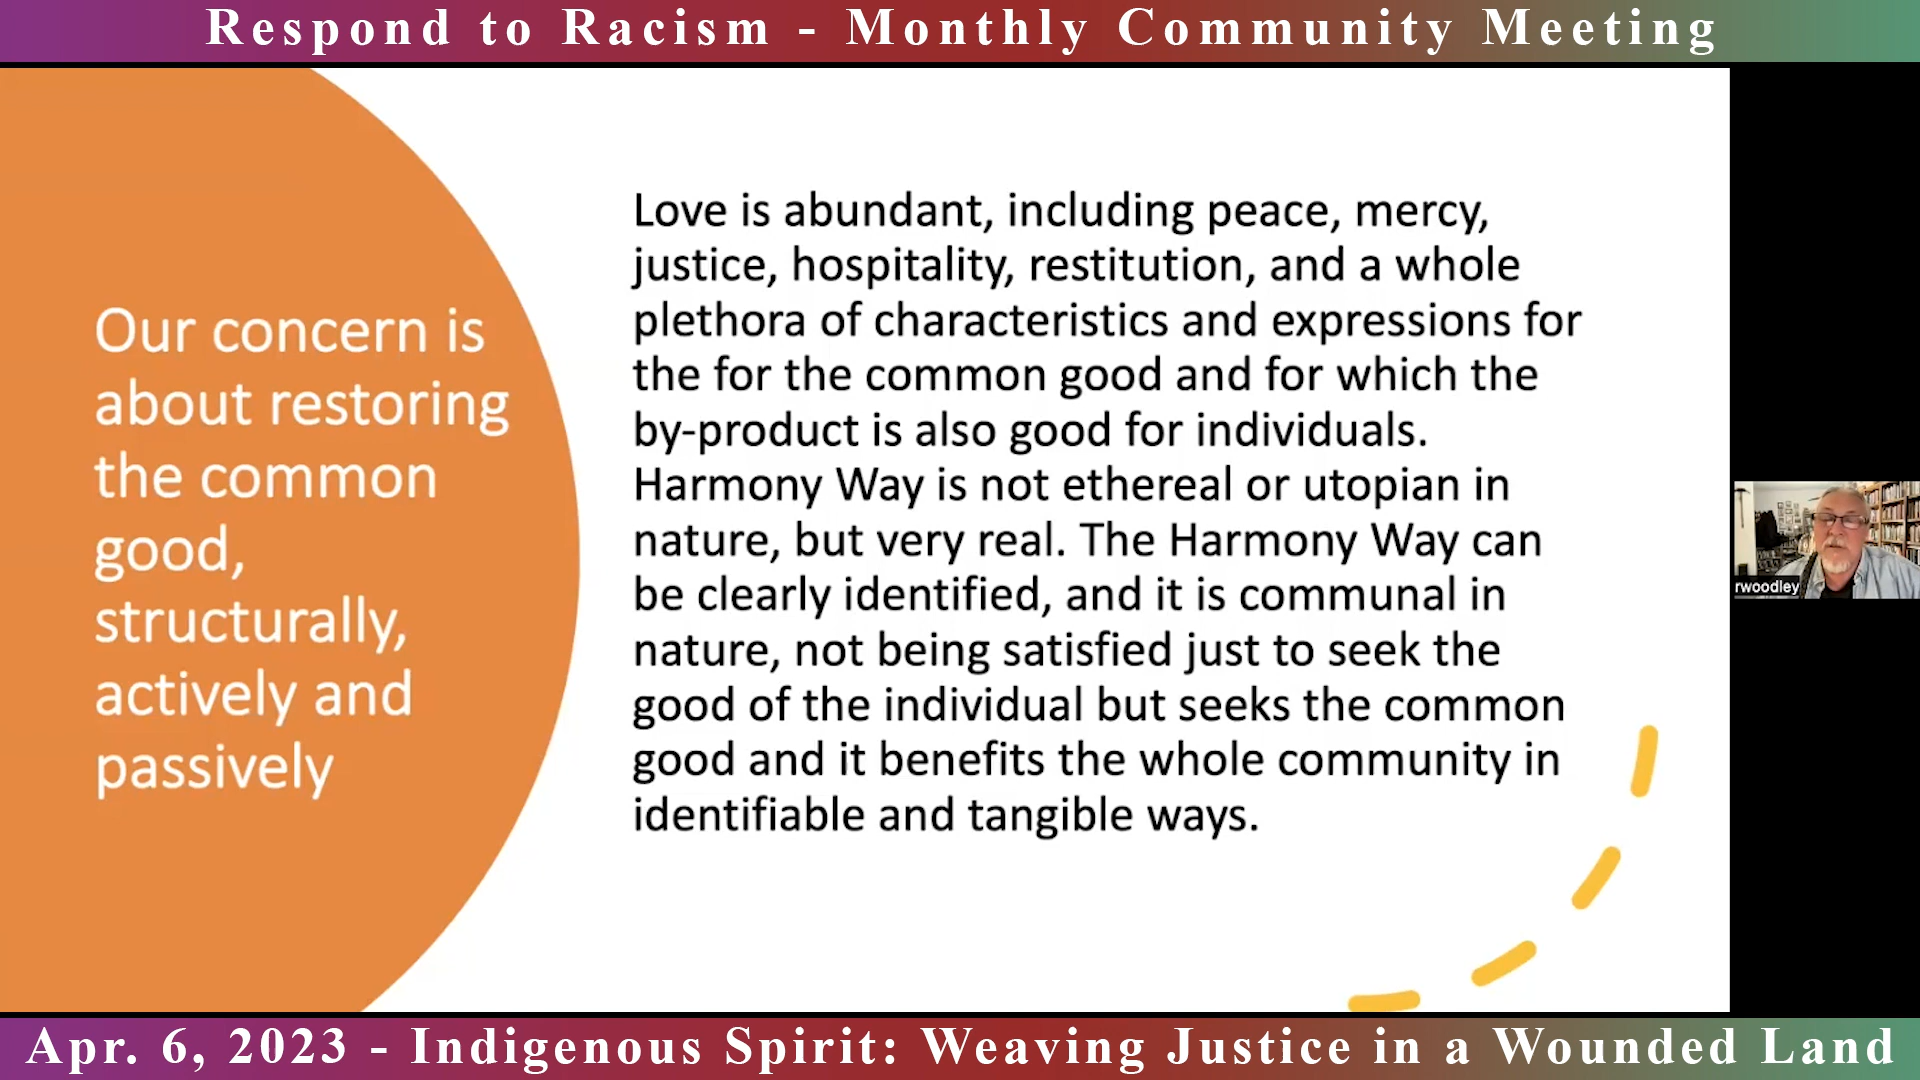 Respond to Racism - Monthly Community Meeting
Our concern is
about restoring
the common
good,
structurally,
actively and
passively
Love is abundant, including peace, mercy,
justice, hospitality, restitution, and a whole
plethora of characteristics and expressions for
the for the common good and for which the
by-product is also good for individuals.
Harmony Way is not ethereal or utopian in
nature, but very real. The Harmony Way can
be clearly identified, and it is communal in
nature, not being satisfied just to seek the
good of the individual but seeks the common
good and it benefits the whole community in
identifiable and tangible ways.
rwoodley
Apr. 6, 2023 - Indigenous Spirit: Weaving Justice in a Wounded Land